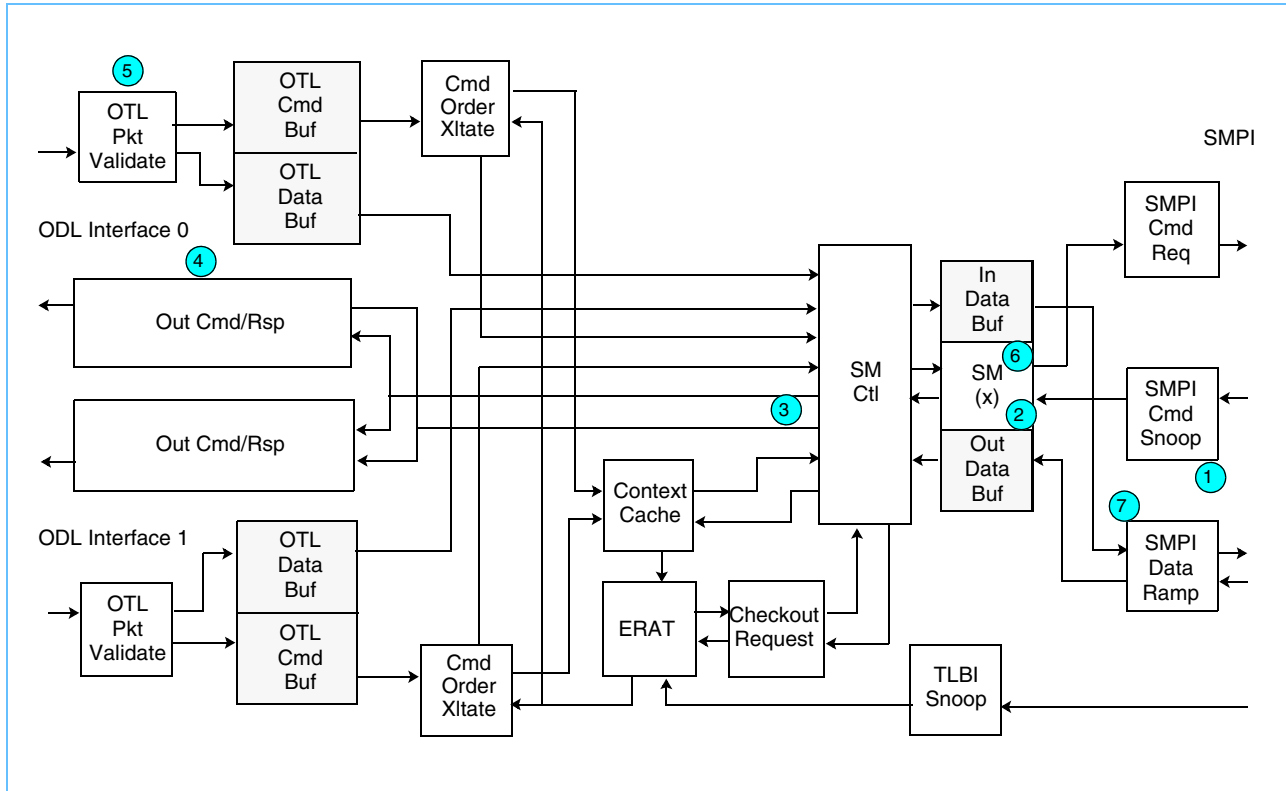 5
OTL
Pkt
Validate
OTL
Cmd
Buf
OTL
Data
Buf
Cmd
Order
Xltate
SMPI
SMPI
Cmd
Req
ODL Interface 0
4
Out Cmd/Rsp
Out Cmd/Rsp
3
SM
Ctl
In
Data
Buf
6
SM
(x)
2
Out
Data
Buf
SMPI
Cmd
Snoop
1
7
SMPI
Data
Ramp
Context
Cache
ERAT
Checkout
Request
TLBI
Snoop
ODL Interface 1
OTL
Pkt
Validate
OTL
Data
Buf
OTL
Cmd
Buf
Cmd
Order
Xltate